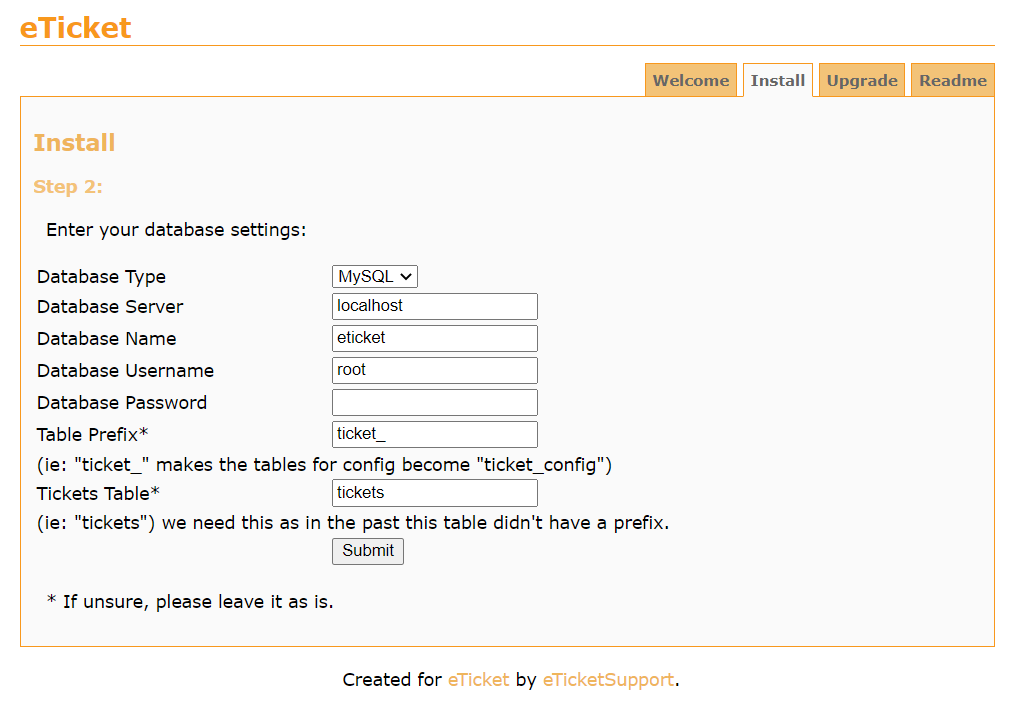 eTicket
Welcome Install Upgrade Readme
Install
Step 2:
Enter your database settings:
Database Type MySQL
Database Server localhost
Database Name eticket
Database Username root
Database Password
Table Prefix* ticket_
(ie: "ticket_" makes the tables for config become "ticket_config")
Tickets Table* tickets
(ie: "tickets") we need this as in the past this table didn't have a prefix.
Submit
* If unsure, please leave it as is.
Created for eTicket by eTicketSupport.